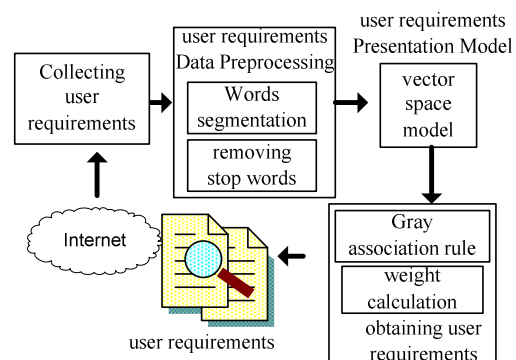 Collecting
user
requirements
user requirements
Data Preprocessing
Words
segmentation
removing
stop words
user requirements
Presentation Model
vector
space
model
Gray
association rule
weight
calculation
obtaining user
requirements
user requirements
Internet